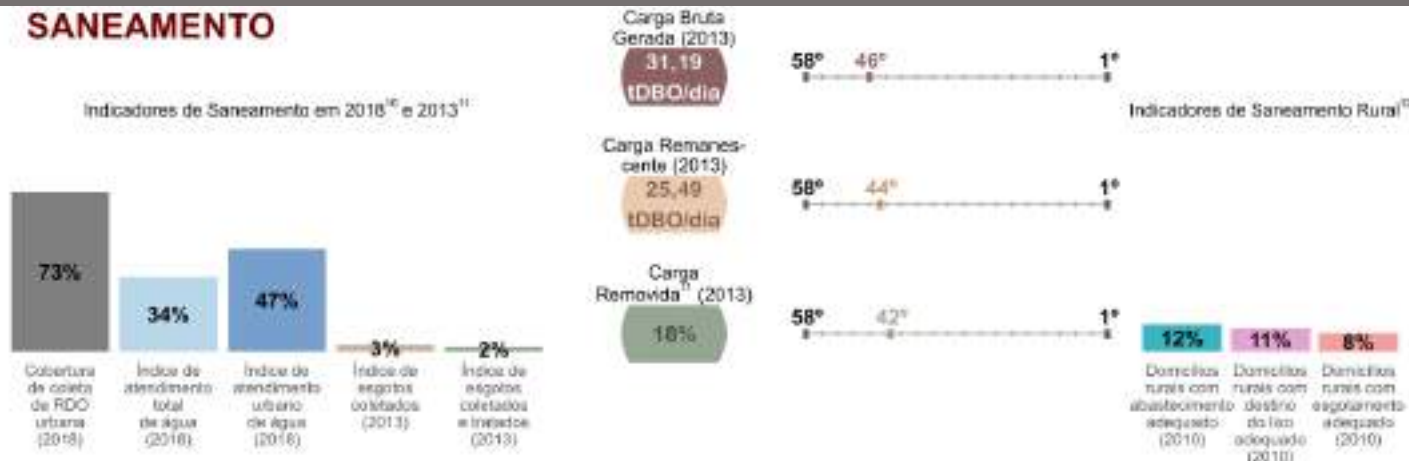 SANEAMENTO
Indicadores de Saneamento em 2018 e 2013
73%
34%
47%
3%
2%
Cobertura
de coleta
de RDO
urbana
(2018)
Índice de
atendimento
total
de água
(2018)
Índice de
atendimento
urbano
de água
(2018)
Índice de
esgotos
coletados
(2013)
Índice de
esgotos
coletados
e tratados
(2013)
Carga Bruta
Gerada (2013)
31,19
tDBO/dia
58º 46º 1º
Carga Remanes-
cente (2013)
25,49
tDBO/dia
58º 44º 1º
Carga
Removida¹¹ (2013)
18%
58º 42º 1º
Indicadores de Saneamento Rural
12%
11%
8%
Domicílios
rurais com
abastecimento
adequado
(2010)
Domicílios
rurais com
destino
do lixo
adequado
(2010)
Domicílios
rurais com
esgotamento
adequado
(2010)